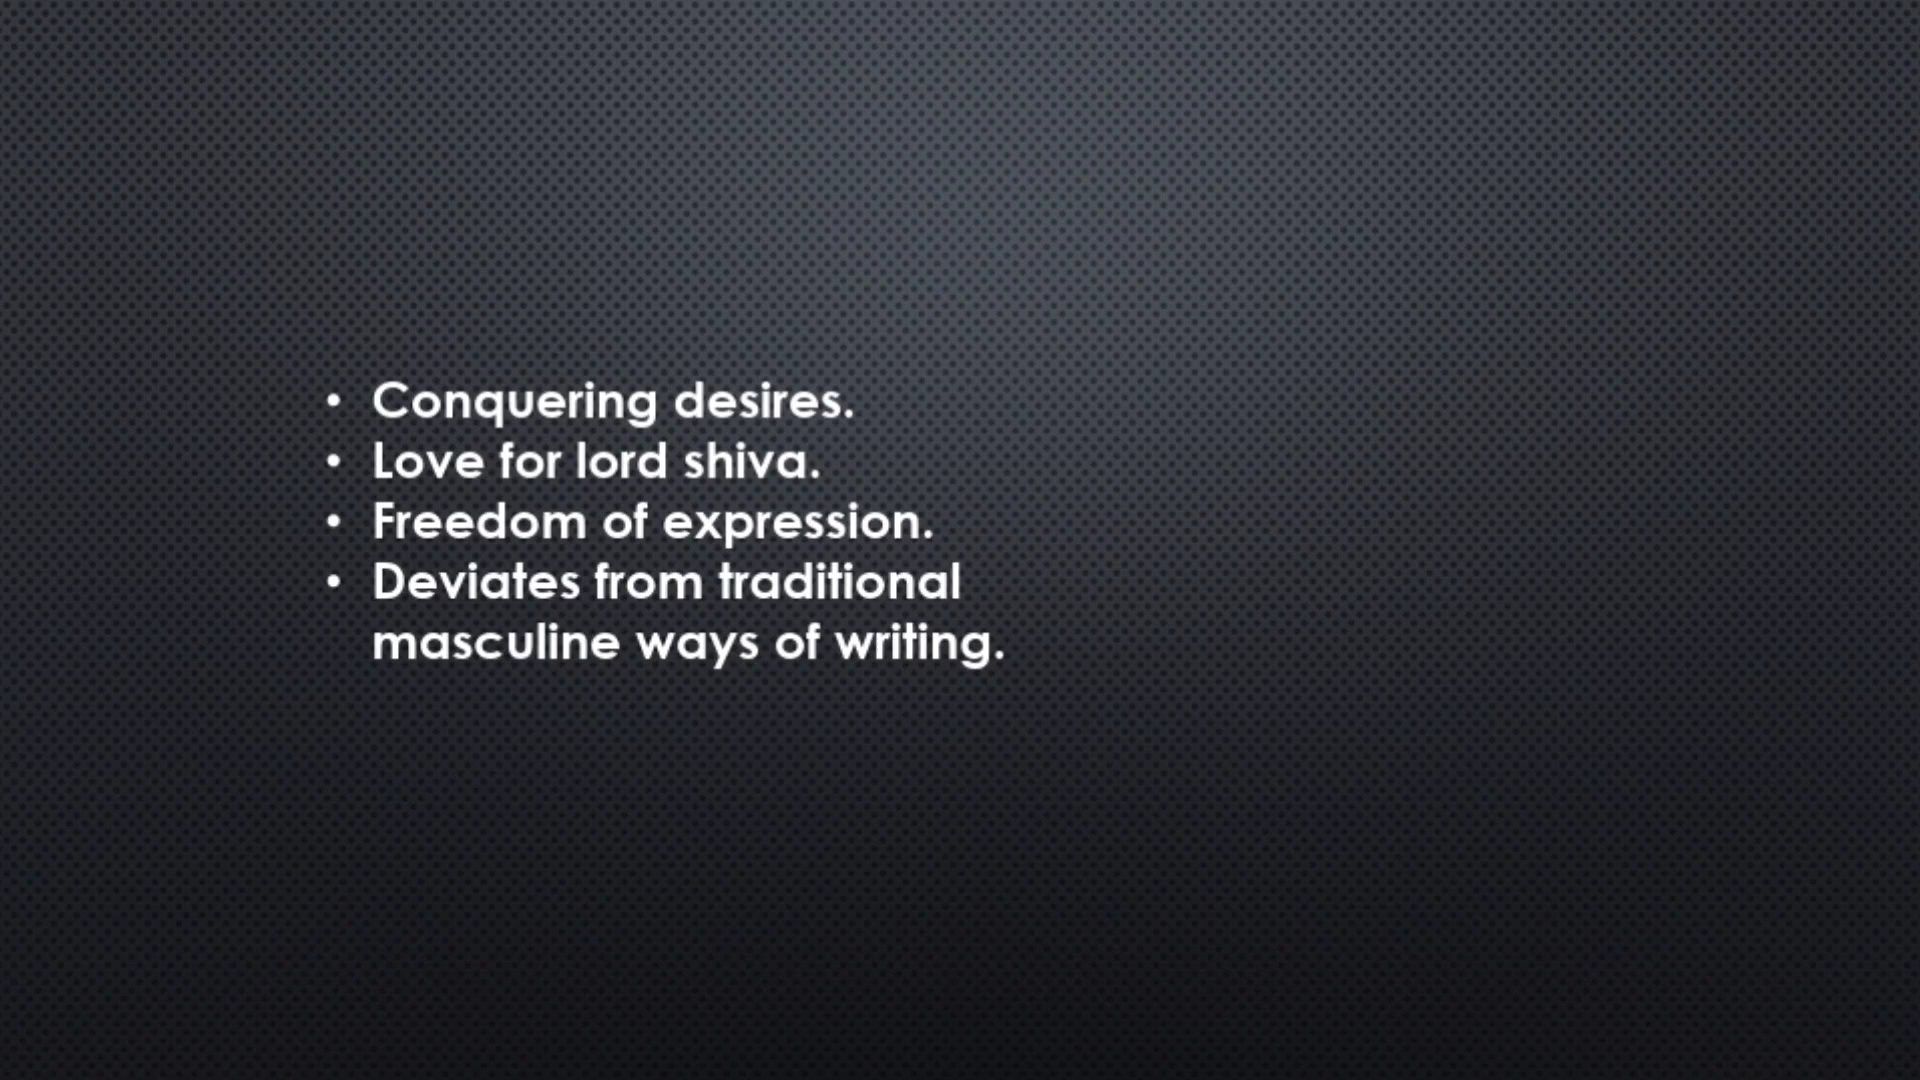 • Conquering desires.
• Love for lord shiva.
• Freedom of expression.
• Deviates from traditional
masculine ways of writing.